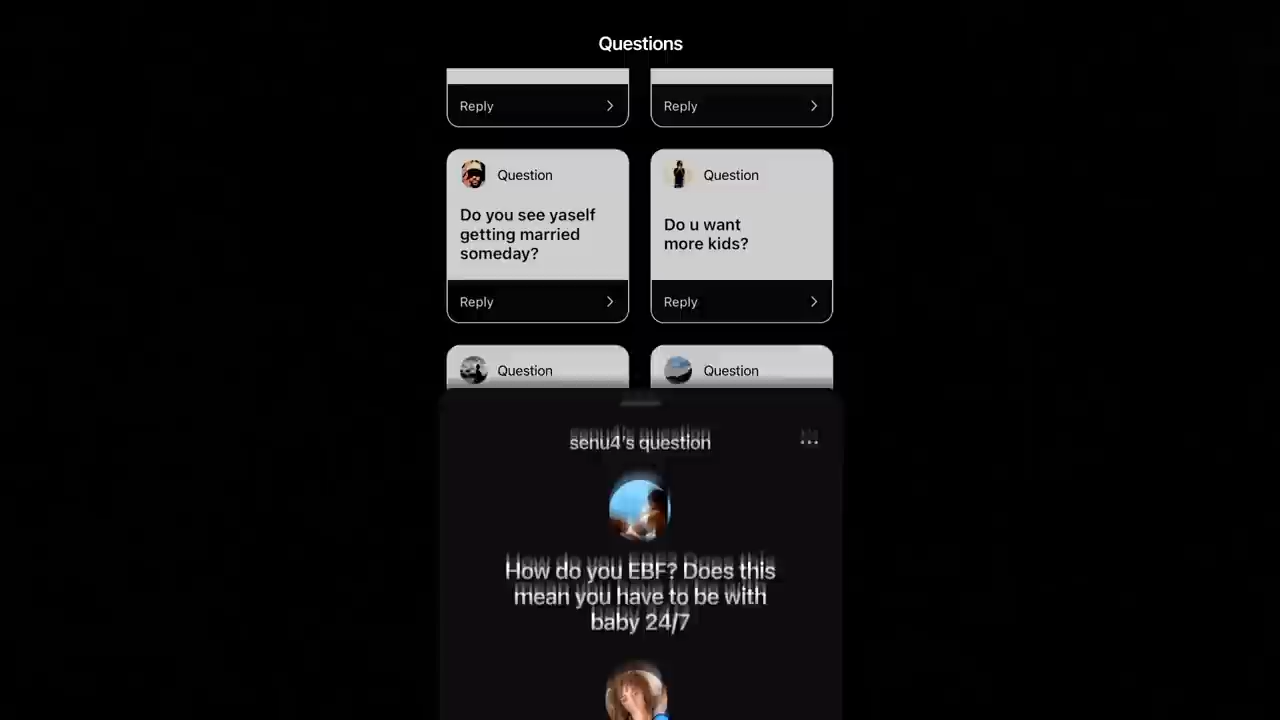 Questions
Reply
Reply
Question
Do you see yaself
getting married
someday?
Reply
Question
Do u want
more kids?
Reply
Question
Question
senu4's question
How do you EBF? Does this
mean you have to be with
baby 24/7